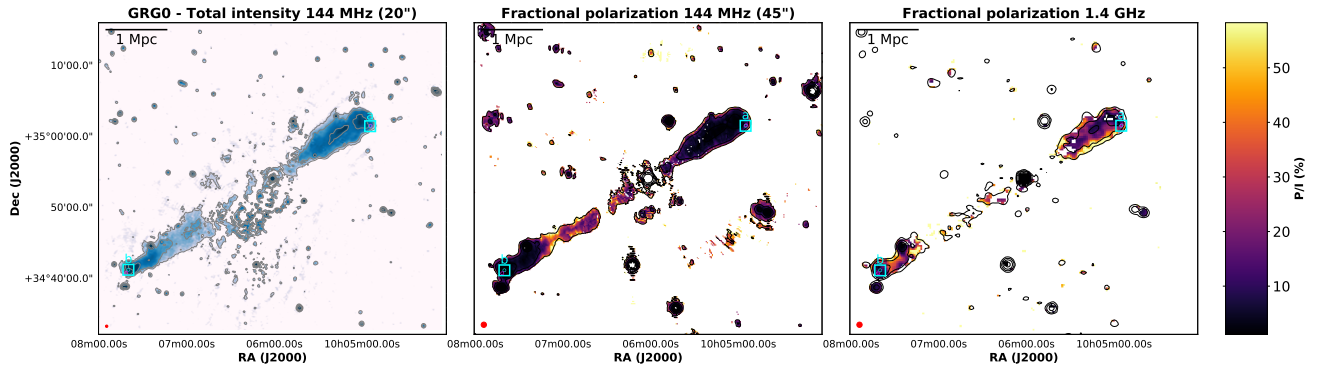 GRG0 - Total intensity 144 MHz (20")
1 Mpc
10'00.0"
+35°00'00.0"
50'00.0"
+34°40'00.0"
Dec (J2000)
08m00.00s 07m00.00s 06m00.00s 10h05m00.00s
RA (J2000)
Fractional polarization 144 MHz (45")
1 Mpc
08m00.00s 07m00.00s 06m00.00s 10h05m00.00s
RA (J2000)
Fractional polarization 1.4 GHz
1 Mpc
08m00.00s 07m00.00s 06m00.00s 10h05m00.00s
RA (J2000)
50
40
30
20
10
P/I (%)